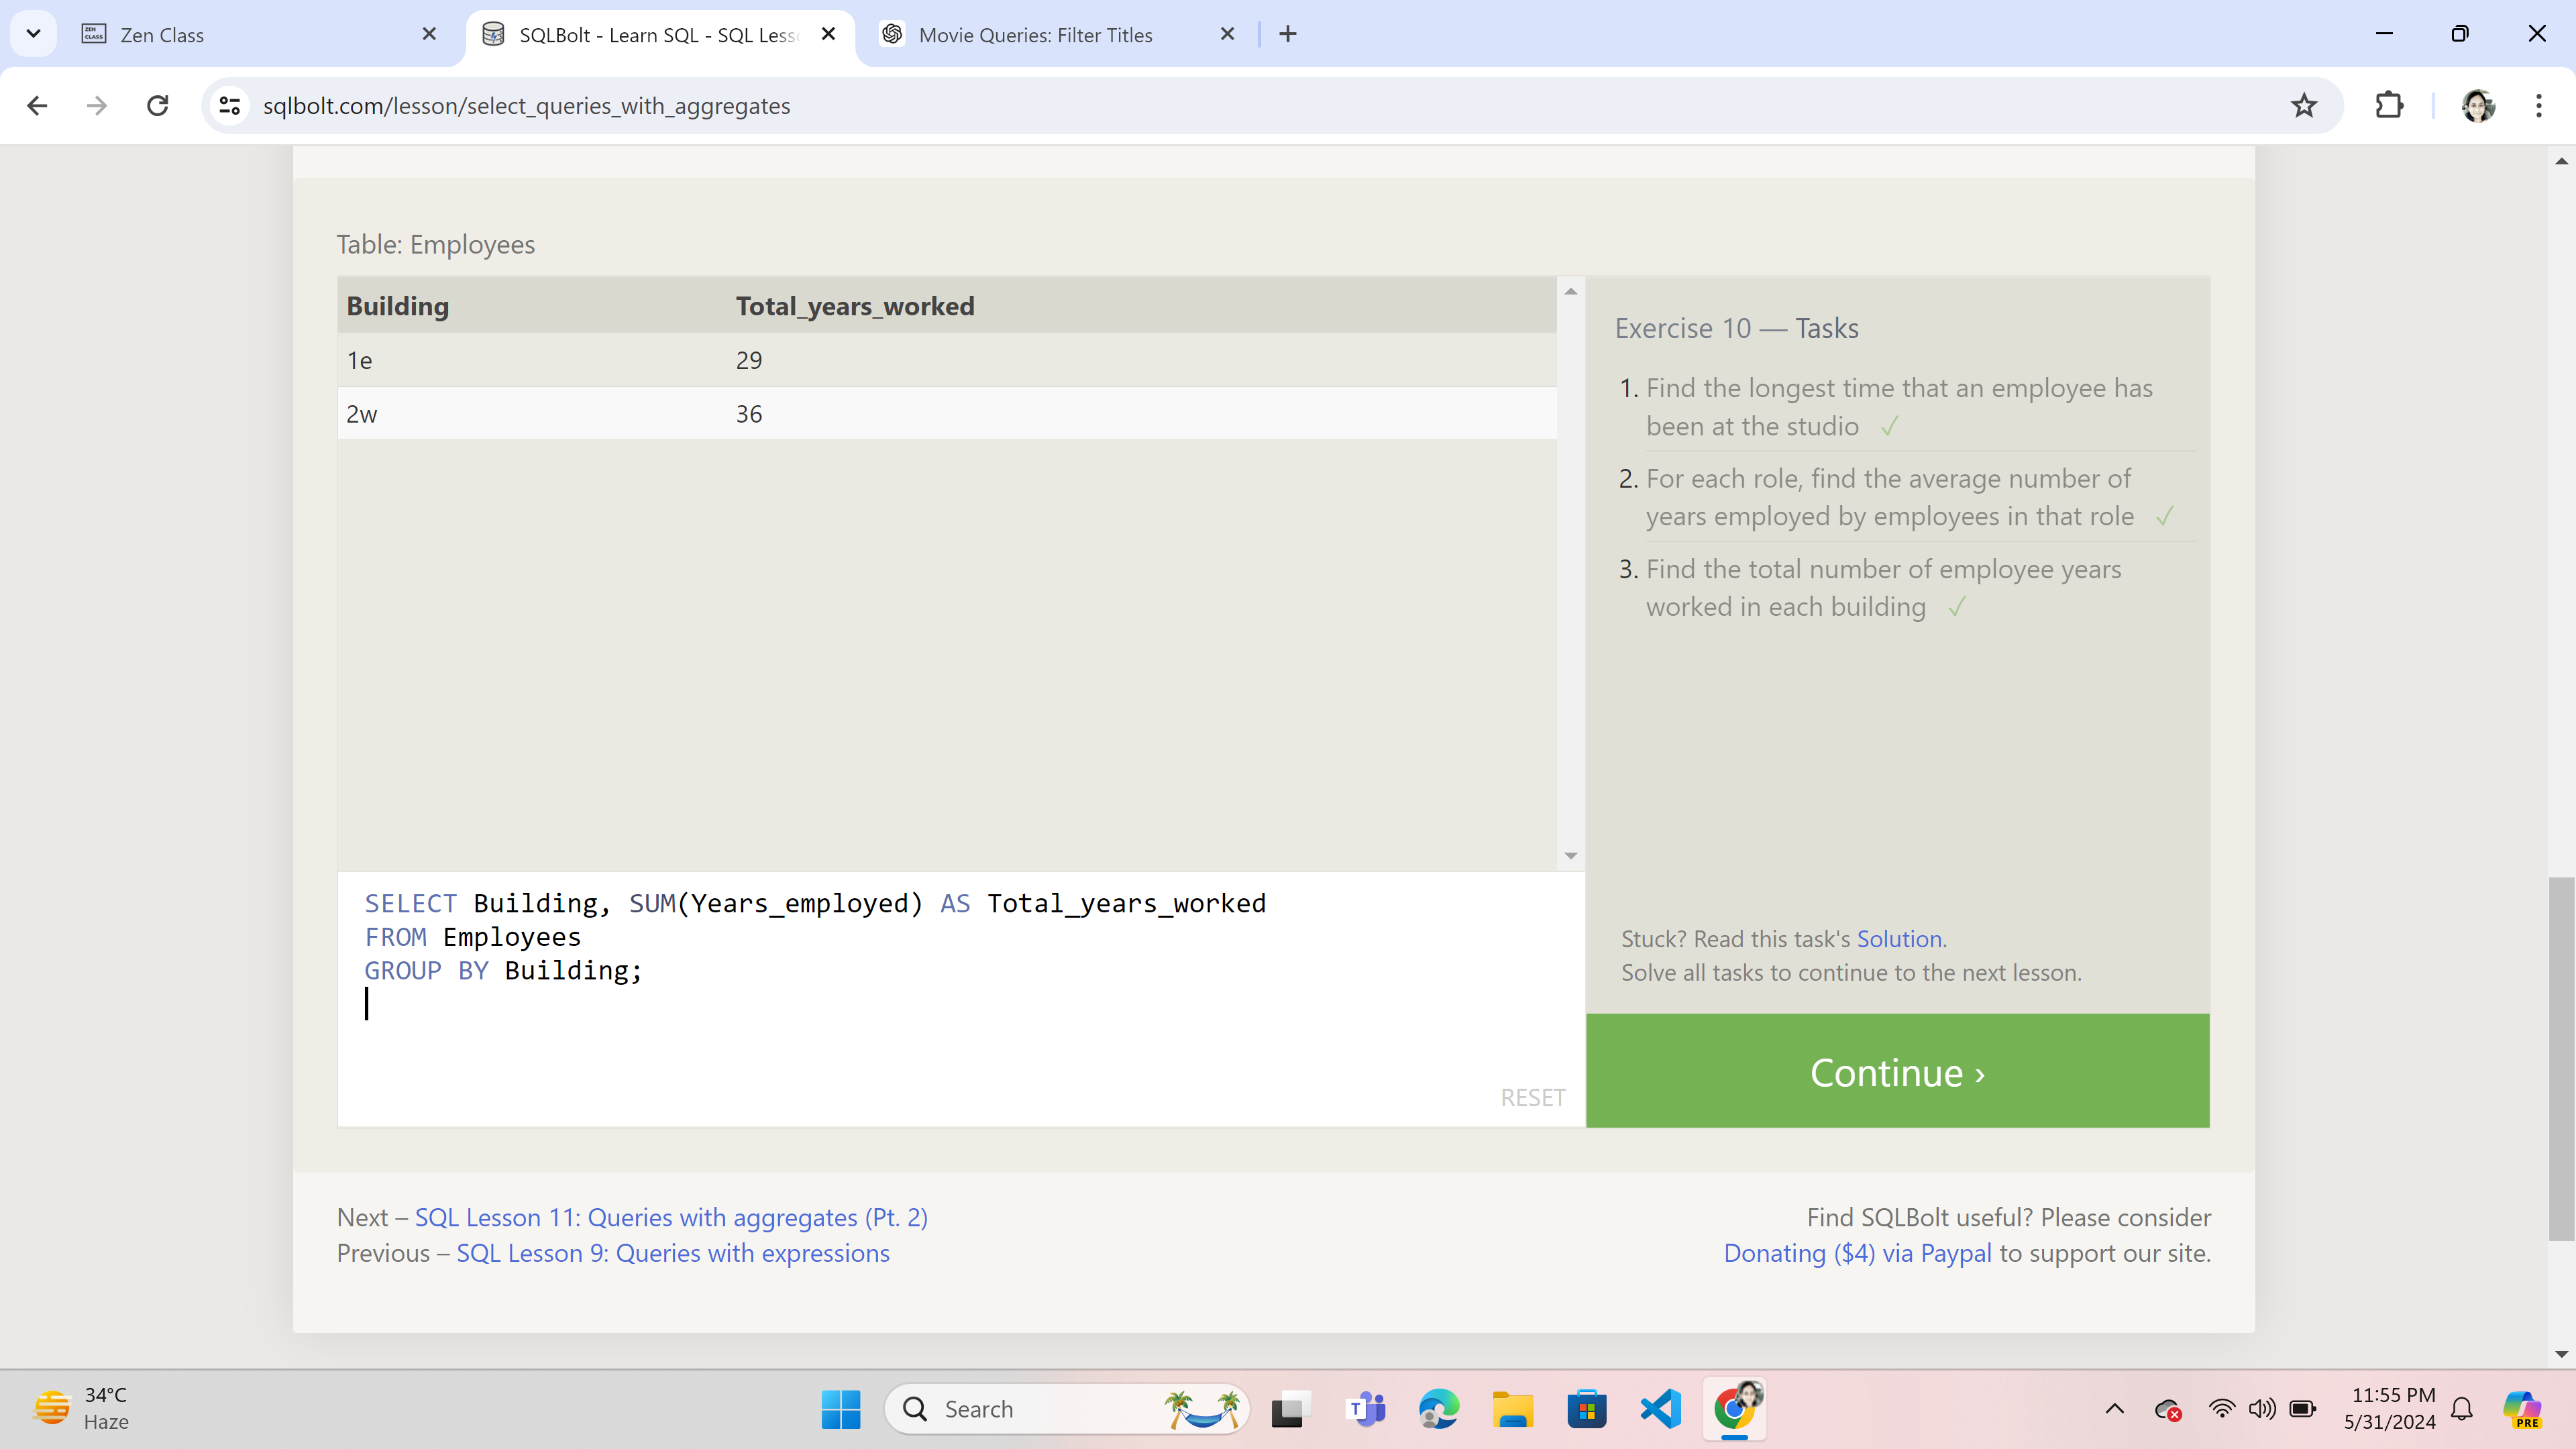 Zen Class
SQLBolt - Learn SQL - SQL Less
Movie Queries: Filter Titles
sqlbolt.com/lesson/select_queries_with_aggregates
Table: Employees
Building Total_years_worked
1e 29
2w 36
Exercise 10 — Tasks
1. Find the longest time that an employee has
been at the studio ✓
2. For each role, find the average number of
years employed by employees in that role ✓
3. Find the total number of employee years
worked in each building ✓
SELECT Building, SUM(Years_employed) AS Total_years_worked
FROM Employees
GROUP BY Building;
RESET
Stuck? Read this task's Solution.
Solve all tasks to continue to the next lesson.
Continue ›
Next – SQL Lesson 11: Queries with aggregates (Pt. 2)
Previous – SQL Lesson 9: Queries with expressions
Find SQLBolt useful? Please consider
Donating ($4) via Paypal to support our site.
34°C
Haze
Search
11:55 PM
5/31/2024
PRE